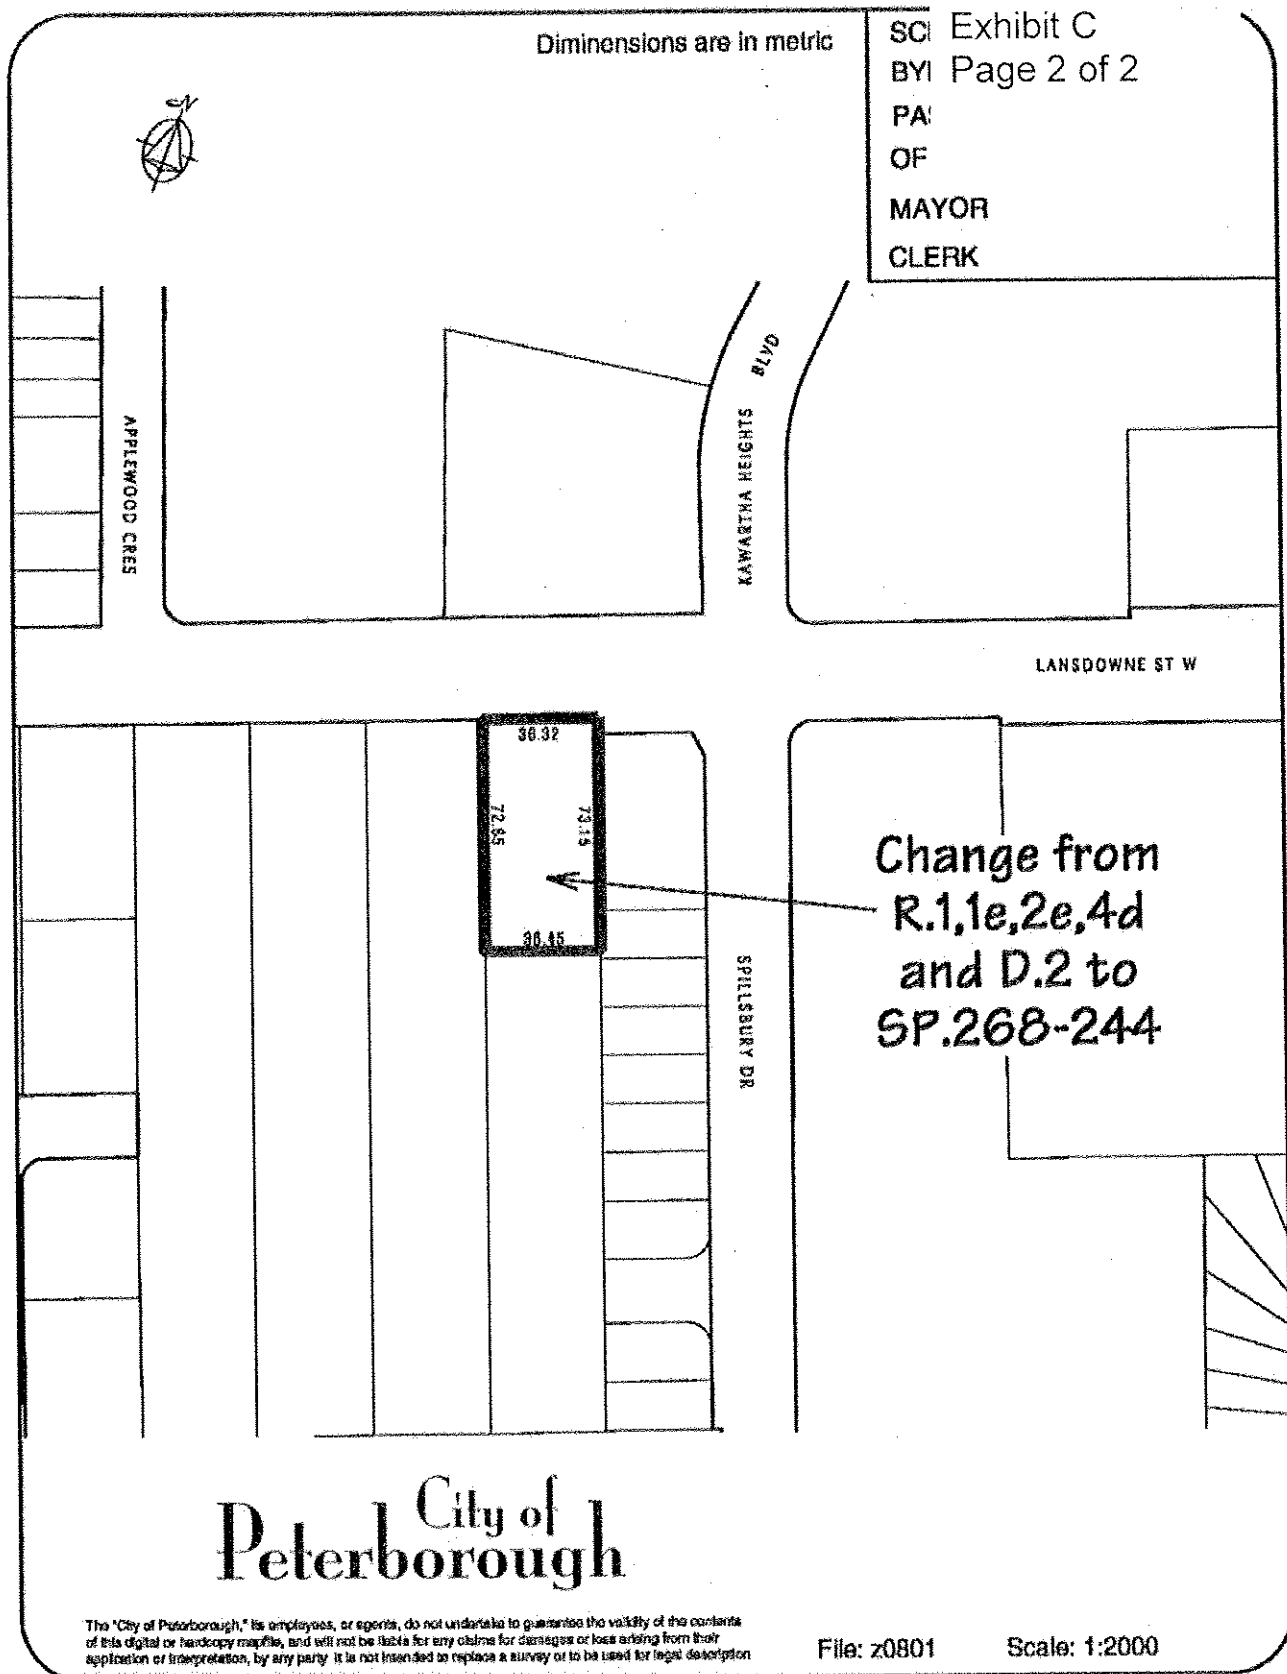 Diminensions are in metric
Exhibit C
Page 2 of 2
SC
BY
PA
OF
MAYOR
CLERK
N
APPLEWOOD CRES
KAWARTHA HEIGHTS BLVD
LANSDOWNE ST W
36.32
72.65
73.15
36.45
Change from
R.1,1e,2e,4d
and D.2 to
SP.268-244
SPILLSBURY DR
City of
Peterborough
The "City of Peterborough," its employees, or agents, do not undertake to guarantee the validity of the contents
of this digital or hardcopy mapfile, and will not be liable for any claims for damages or loss arising from their
application or interpretation, by any party. It is not intended to replace a survey or to be used for legal description
File: z0801
Scale: 1:2000